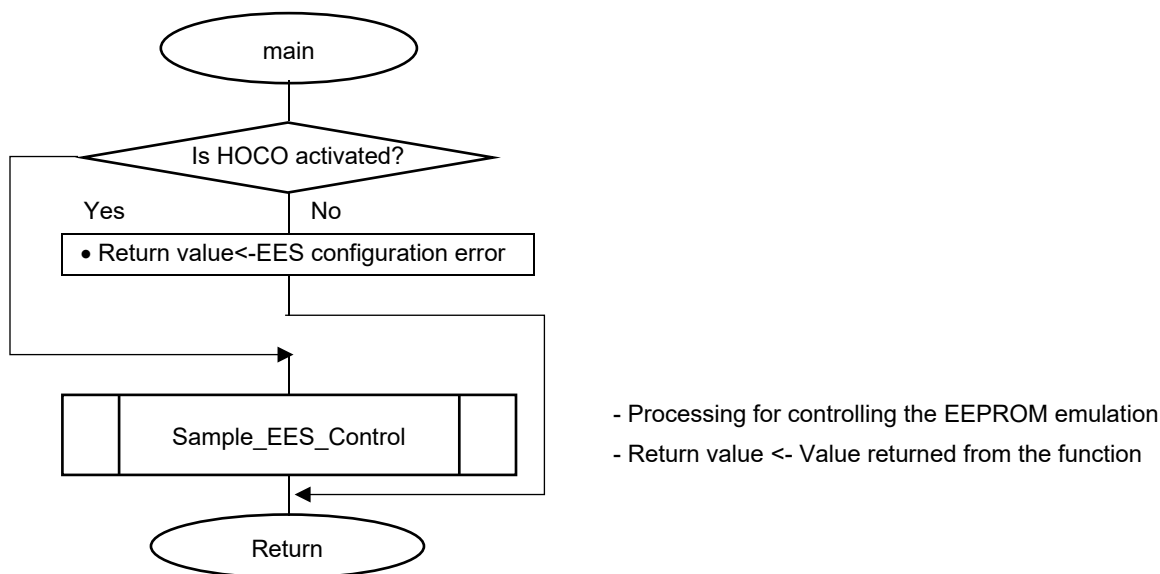 main
Is HOCO activated?
Yes
No
• Return value<-EES configuration error
Sample_EES_Control
- Processing for controlling the EEPROM emulation
- Return value <- Value returned from the function
Return